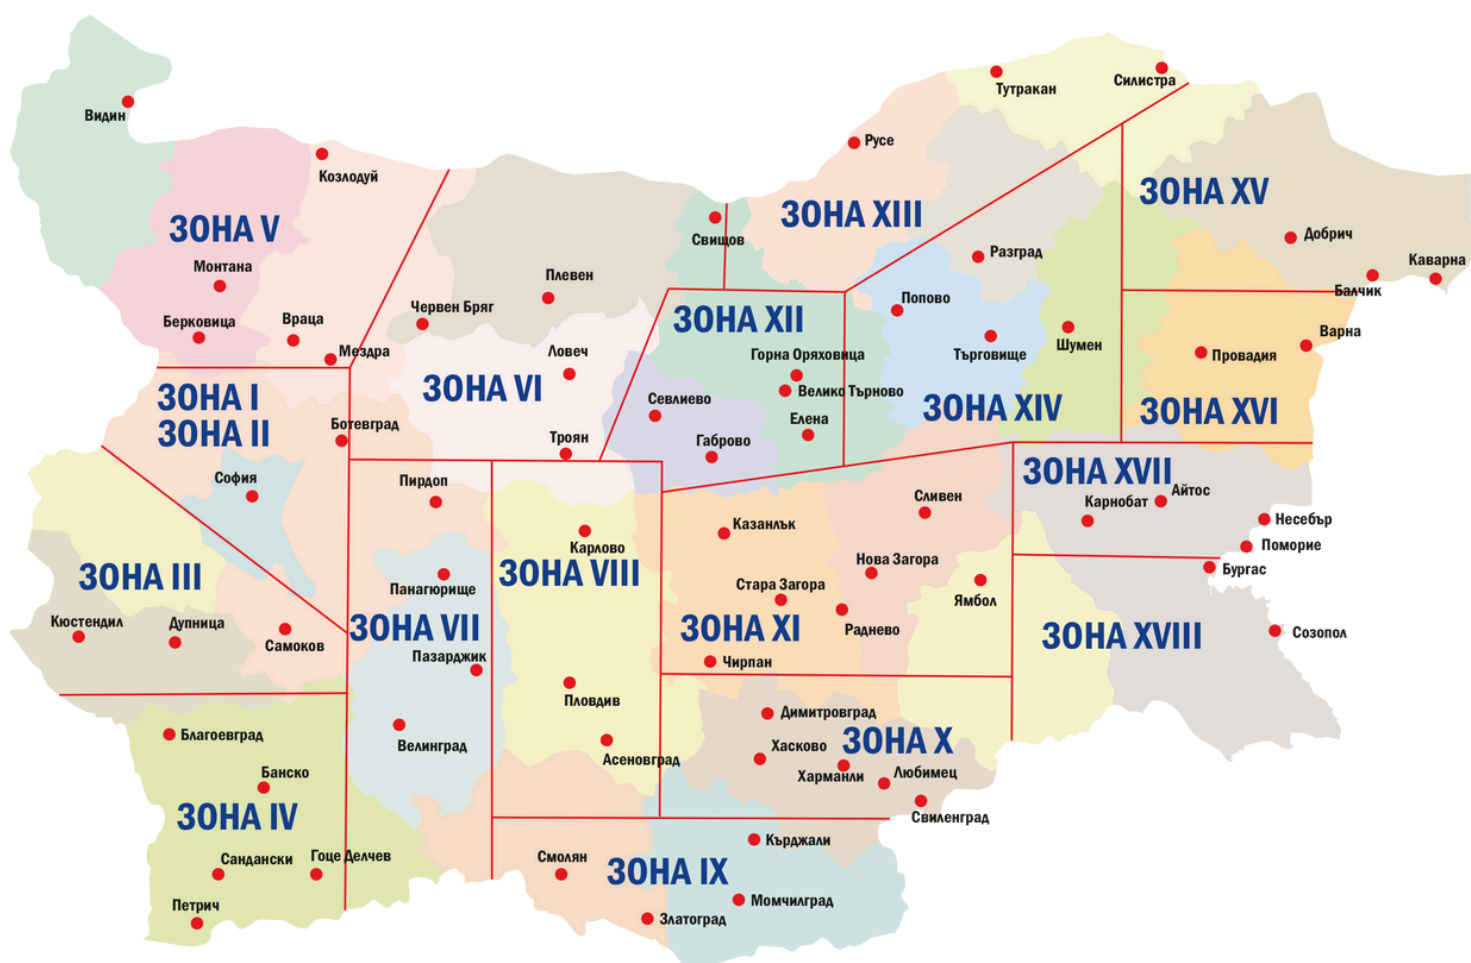 Видин
Козлодуй
ЗОНА V
Монтана
Берковица
Враца
Мездра
Тутракан
Силистра
Русе
ЗОНА XIII
Свищов
Плевен
Червен Бряг
Ловеч
ЗОНА VI
Троян
ЗОНА XV
Добрич
Каварна
Балчик
Разград
Попово
Търговище
Шумен
ЗОНА XIV
Варна
Провадия
ЗОНА XVI
ЗОНА XII
Горна Оряховица
Велико Търново
Севлиево
Елена
Габрово
ЗОНА I
ЗОНА II
Ботевград
София
Пирдоп
Карлово
ЗОНА VIII
Панагюрище
ЗОНА VII
Пазарджик
Велинград
Пловдив
Асеновград
ЗОНА III
Кюстендил
Дупница
Самоков
Казанлък
Сливен
Нова Загора
Стара Загора
Раднево
Ямбол
ЗОНА XI
Чирпан
ЗОНА XVII
Карнобат
Айтос
Несебър
Поморие
Бургас
ЗОНА XVIII
Созопол
Димитровград
ЗОНА X
Хасково
Харманли
Любимец
Свиленград
Благоевград
Банско
ЗОНА IV
Сандански
Гоце Делчев
Петрич
Кърджали
Смолян
ЗОНА IX
Момчилград
Златоград